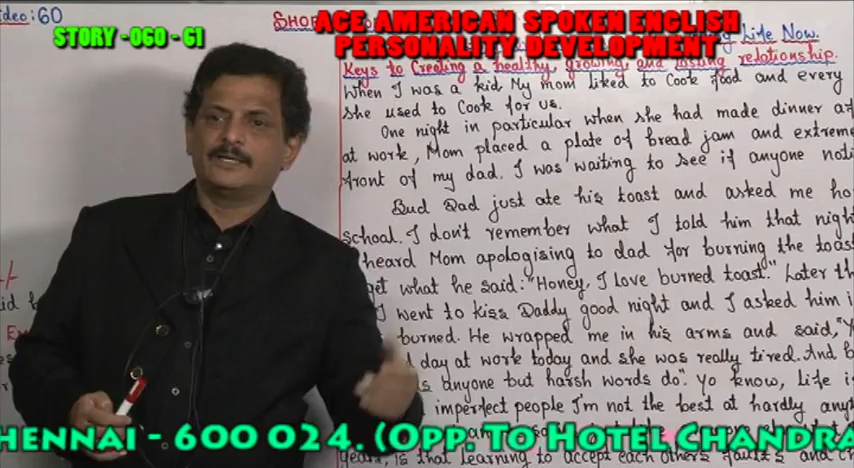 ideo:60
STORY -060 - 61
ACE AMERICAN SPOKEN ENGLISH
PERSONALITY DEVELOPMENT
Life Now.
Keys to Creating a healthy, growing, and lasting relationship.
When I was a kid My mom liked to Cook food and every
she used to Cook for us.
One night in particular when she had made dinner af
at work, Mom placed a plate of bread jam and extreme
front of my dad. I was waiting to see if anyone noti
Bud Dad just ate his toast and asked me ho
school. I don't remember what I told him that nigh
heard Mom apologising to dad for burning the toas
get what he said: "Honey, I love burned toast." Later th
I went to kiss Daddy good night and I asked him i
burned. He wrapped me in his arms and said, "Y
day at work today and she was really tired. And b
anyone but harsh words do". Yo know, Life i
imperfect people I'm not the best at hardly anyt
years, is that learning to accept each others faults and ch
HENNAI - 600 024. (OPP. TO HOTEL CHANDRA